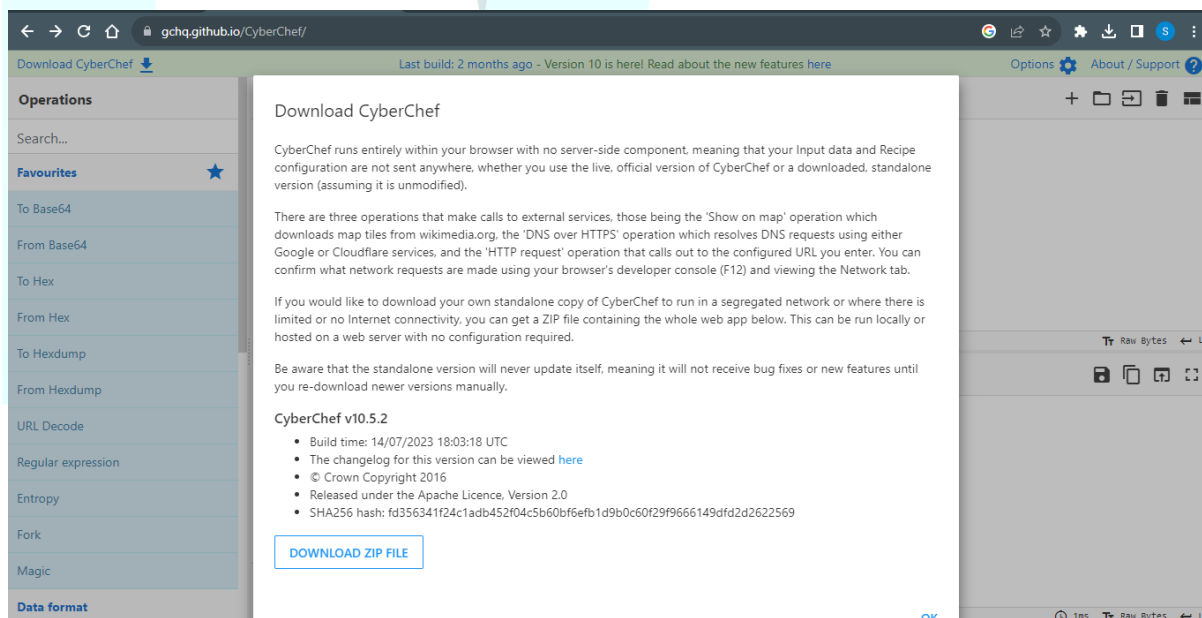 gchq.github.io/CyberChef/
S
Download CyberChef
Last build: 2 months ago - Version 10 is here! Read about the new features here
Options
About / Support
Operations
Search...
Favourites
To Base64
From Base64
To Hex
From Hex
To Hexdump
From Hexdump
URL Decode
Regular expression
Entropy
Fork
Magic
Data format
Download CyberChef
CyberChef runs entirely within your browser with no server-side component, meaning that your Input data and Recipe
configuration are not sent anywhere, whether you use the live, official version of CyberChef or a downloaded, standalone
version (assuming it is unmodified).
There are three operations that make calls to external services, those being the 'Show on map' operation which
downloads map tiles from wikimedia.org, the 'DNS over HTTPS' operation which resolves DNS requests using either
Google or Cloudflare services, and the 'HTTP request' operation that calls out to the configured URL you enter. You can
confirm what network requests are made using your browser's developer console (F12) and viewing the Network tab.
If you would like to download your own standalone copy of CyberChef to run in a segregated network or where there is
limited or no Internet connectivity, you can get a ZIP file containing the whole web app below. This can be run locally or
hosted on a web server with no configuration required.
Be aware that the standalone version will never update itself, meaning it will not receive bug fixes or new features until
you re-download newer versions manually.
CyberChef v10.5.2
• Build time: 14/07/2023 18:03:18 UTC
• The changelog for this version can be viewed here
• © Crown Copyright 2016
• Released under the Apache Licence, Version 2.0
• SHA256 hash: fd356341f24c1adb452f04c5b60bf6efb1d9b0c60f29f9666149dfd2d2622569
DOWNLOAD ZIP FILE
OK
Tr Raw Bytes
1ms Tr Raw Bytes